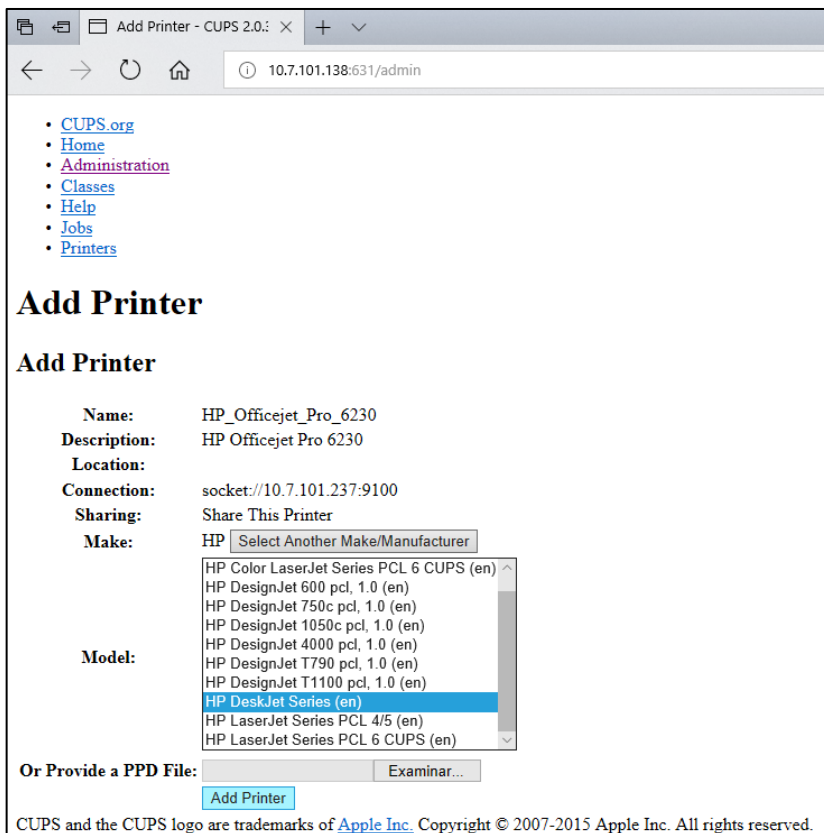 Add Printer - CUPS 2.0.
10.7.101.138:631/admin
• CUPS.org
• Home
• Administration
• Classes
• Help
• Jobs
• Printers
Add Printer
Add Printer
Name: HP_Officejet_Pro_6230
Description: HP Officejet Pro 6230
Location:
Connection: socket://10.7.101.237:9100
Sharing: Share This Printer
Make: HP Select Another Make/Manufacturer
HP Color LaserJet Series PCL 6 CUPS (en)
HP DesignJet 600 pcl, 1.0 (en)
HP DesignJet 750c pcl, 1.0 (en)
HP DesignJet 1050c pcl, 1.0 (en)
HP DesignJet 4000 pcl, 1.0 (en)
Model:
HP DesignJet T790 pcl, 1.0 (en)
HP DesignJet T1100 pcl, 1.0 (en)
HP DeskJet Series (en)
HP LaserJet Series PCL 4/5 (en)
HP LaserJet Series PCL 6 CUPS (en)
Or Provide a PPD File: Examinar...
Add Printer
CUPS and the CUPS logo are trademarks of Apple Inc. Copyright © 2007-2015 Apple Inc. All rights reserved.